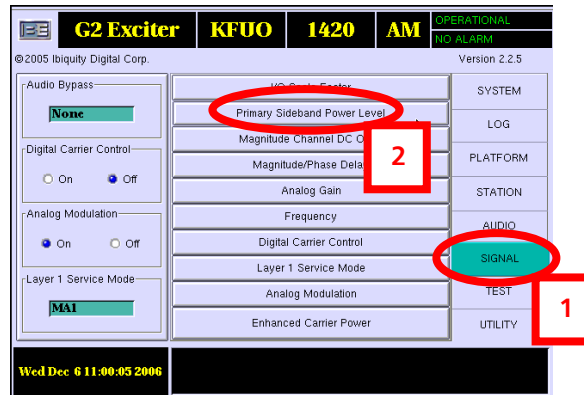 G2 Exciter
KFUO
1420
AM
OPERATIONAL
NO ALARM
©2005 Ibiquity Digital Corp.
Version 2.2.5
Audio Bypass
None
Digital Carrier Control
On Off
Analog Modulation
On Off
Layer 1 Service Mode
MA1
Primary Sideband Power Level
Magnitude Channel DC
Magnitude/Phase
Analog Gain
Frequency
Digital Carrier Control
Layer 1 Service Mode
Analog Modulation
Enhanced Carrier Power
2
SYSTEM
LOG
PLATFORM
STATION
AUDIO
SIGNAL
TEST
UTILITY
1
Wed Dec 6 11:00:05 2006